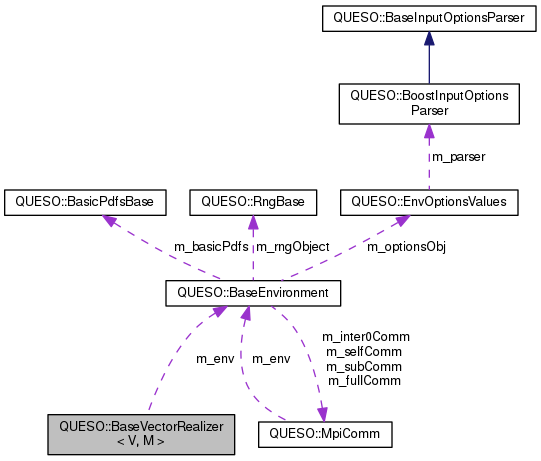 QUESO::BaseInputOptionsParser
QUESO::BoostInputOptions
Parser
m_parser
QUESO::BasicPdfsBase
QUESO::RngBase
QUESO::EnvOptionsValues
m_basicPdfs
m_rngObject
m_optionsObj
QUESO::BaseEnvironment
m_inter0Comm
m_selfComm
m_subComm
m_fullComm
m_env
m_env
QUESO::BaseVectorRealizer
< V, M >
QUESO::MpiComm